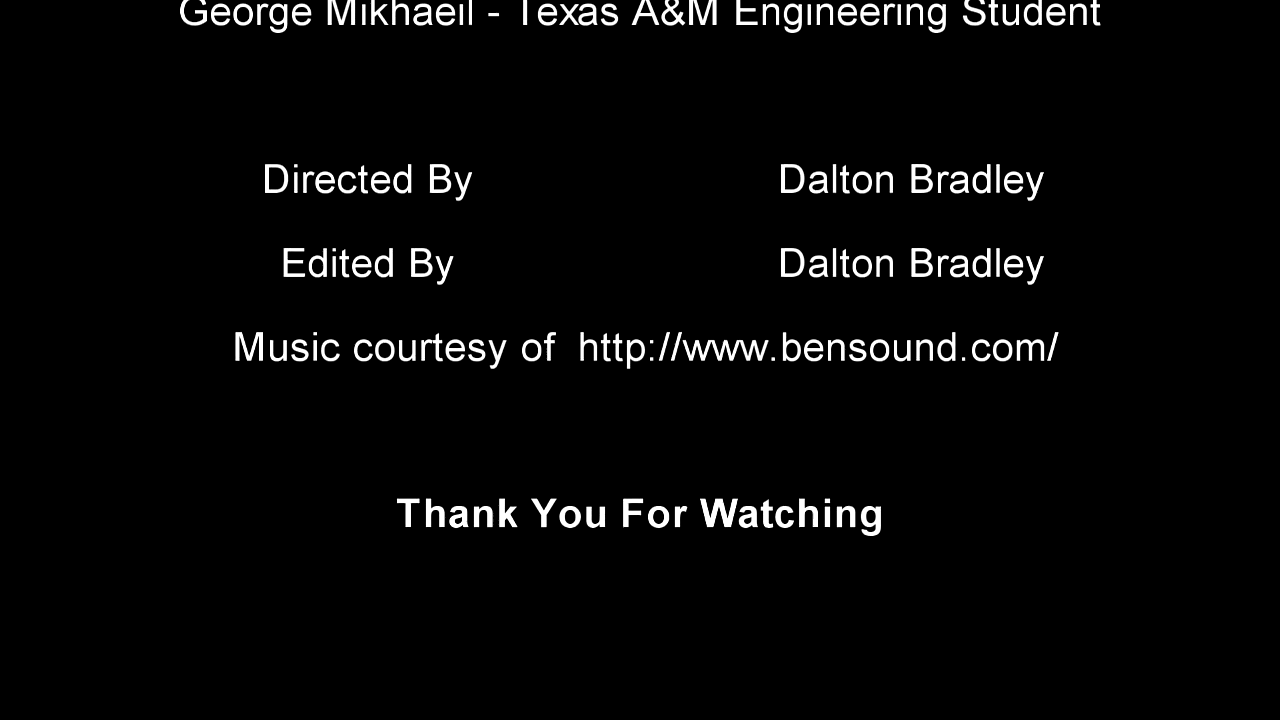 George Mikhaeil - Texas A&M Engineering Student
Directed By Dalton Bradley
Edited By Dalton Bradley
Music courtesy of http://www.bensound.com/
Thank You For Watching